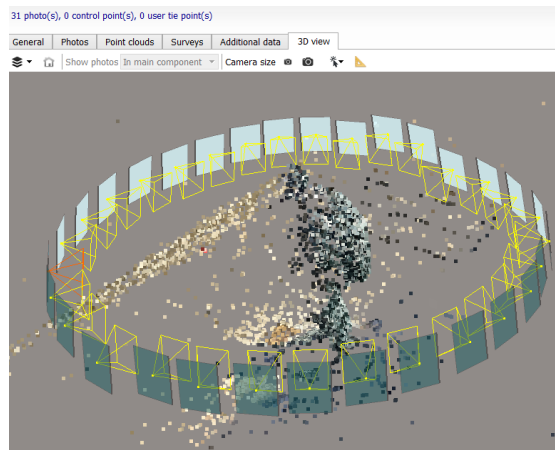 31 photo(s), 0 control point(s), 0 user tie point(s)
General Photos Point clouds Surveys Additional data 3D view
Show photos In main component Camera size